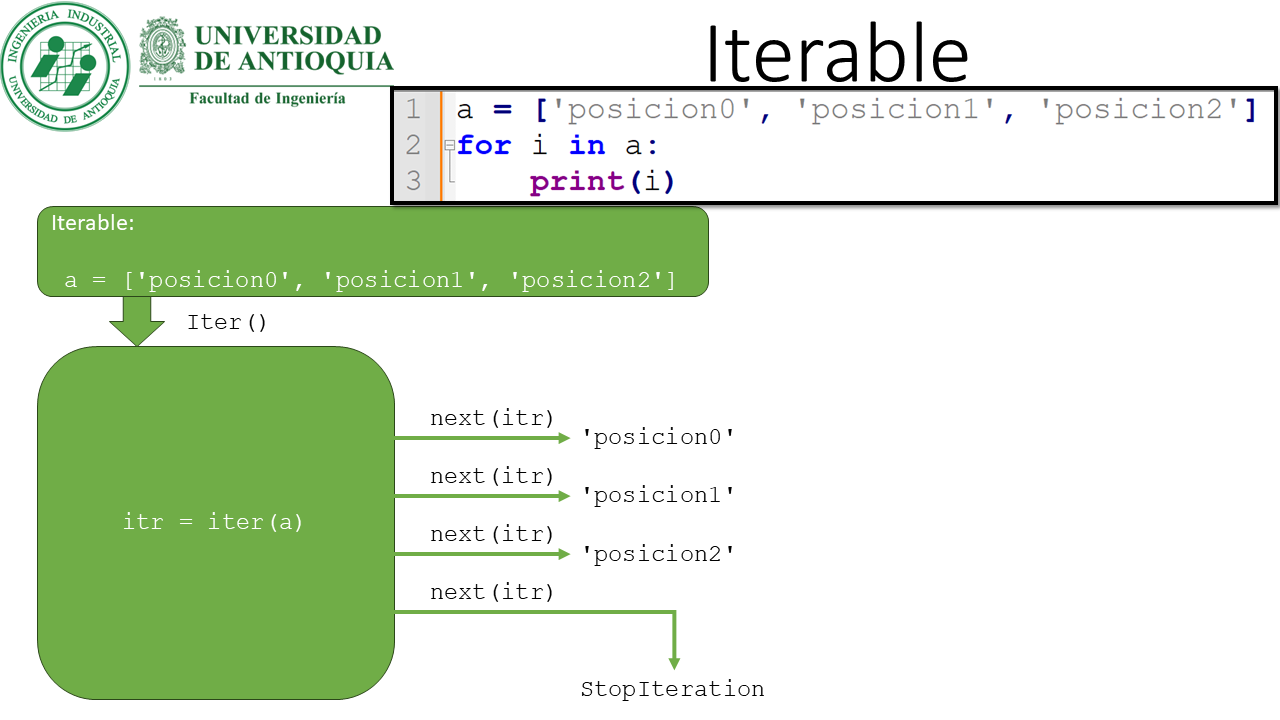 INGENIERIA INDUSTRIAL
UNIVERSIDAD DE ANTIOQUIA
UNIVERSIDAD
DE ANTIOQUIA
1803
Facultad de Ingeniería
Iterable
1 a = ['posicion0', 'posicion1', 'posicion2']
2 for i in a:
3 print(i)
Iterable:
a = ['posicion0', 'posicion1', 'posicion2']
Iter()
itr = iter(a)
next(itr)
'posicion0'
next(itr)
'posicion1'
next(itr)
'posicion2'
next(itr)
StopIteration